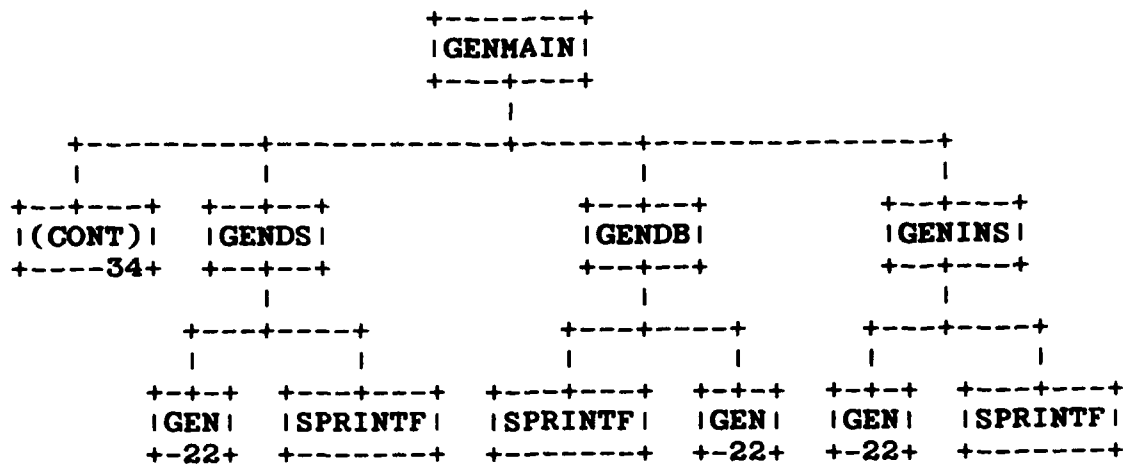 GENMAIN
(CONT) GENDS GENDB GENINS
34
GEN SPRINTF SPRINTF GEN GEN SPRINTF
22 22 22